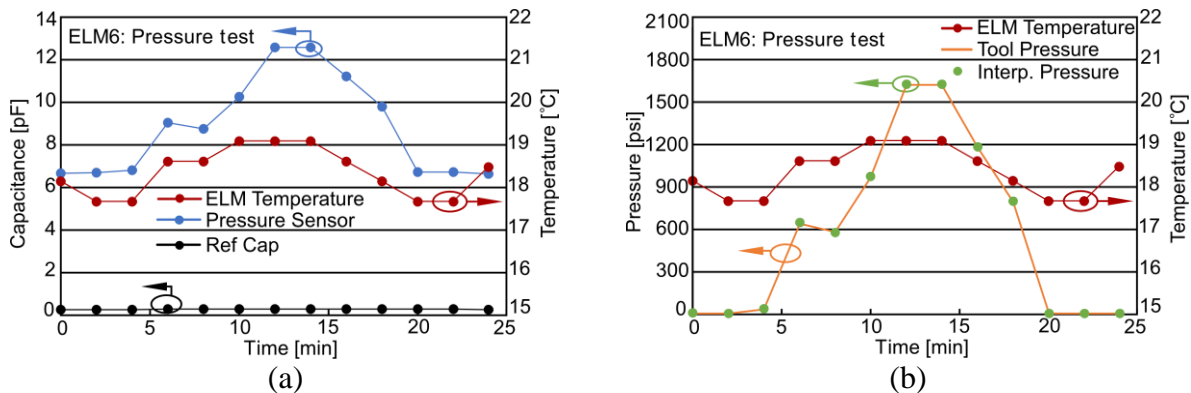 ELM6: Pressure test
Capacitance [pF]
14
12
10
8
6
4
2
0
22
21
20
19
18
17
16
15
Temperature [°C]
ELM Temperature
Pressure Sensor
Ref Cap
0 5 10 15 20 25
Time [min]
(a)
ELM6: Pressure test
Pressure [psi]
2100
1800
1500
1200
900
600
300
0
22
21
20
19
18
17
16
15
Temperature [°C]
ELM Temperature
Tool Pressure
Interp. Pressure
0 5 10 15 20 25
Time [min]
(b)